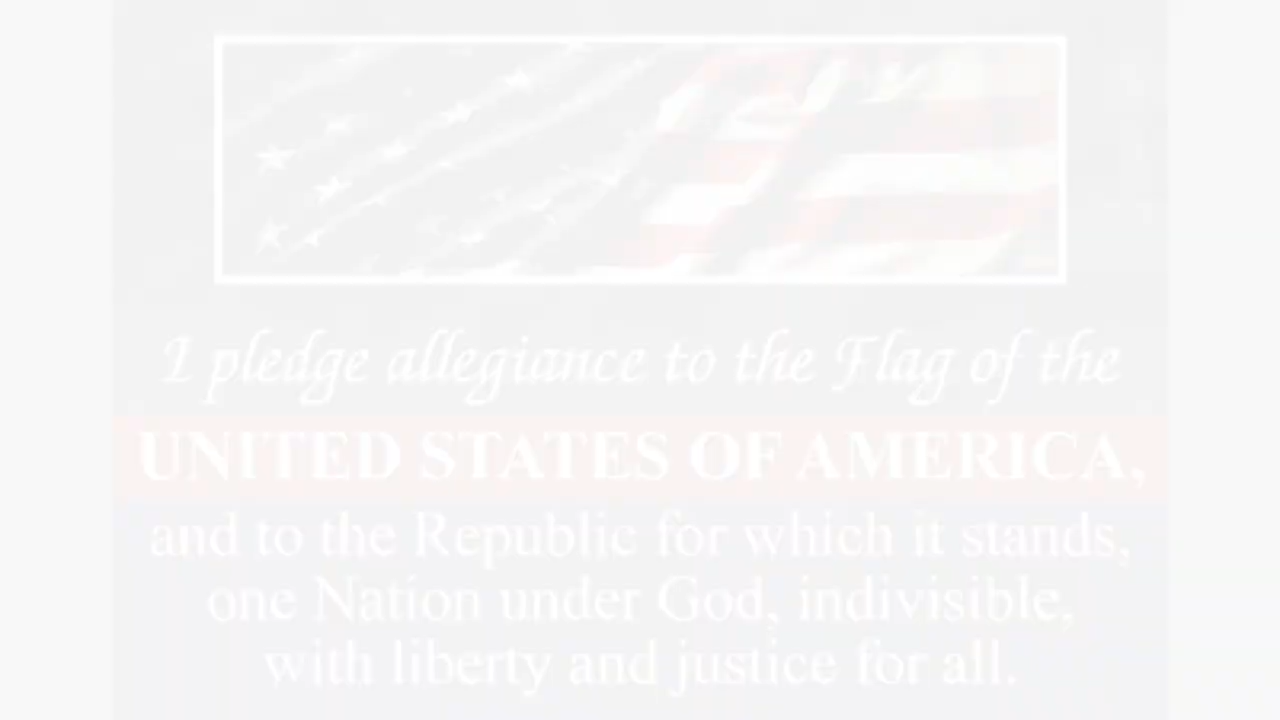 I pledge allegiance to the Flag of the
UNITED STATES OF AMERICA,
and to the Republic for which it stands,
one Nation under God, indivisible,
with liberty and justice for all.